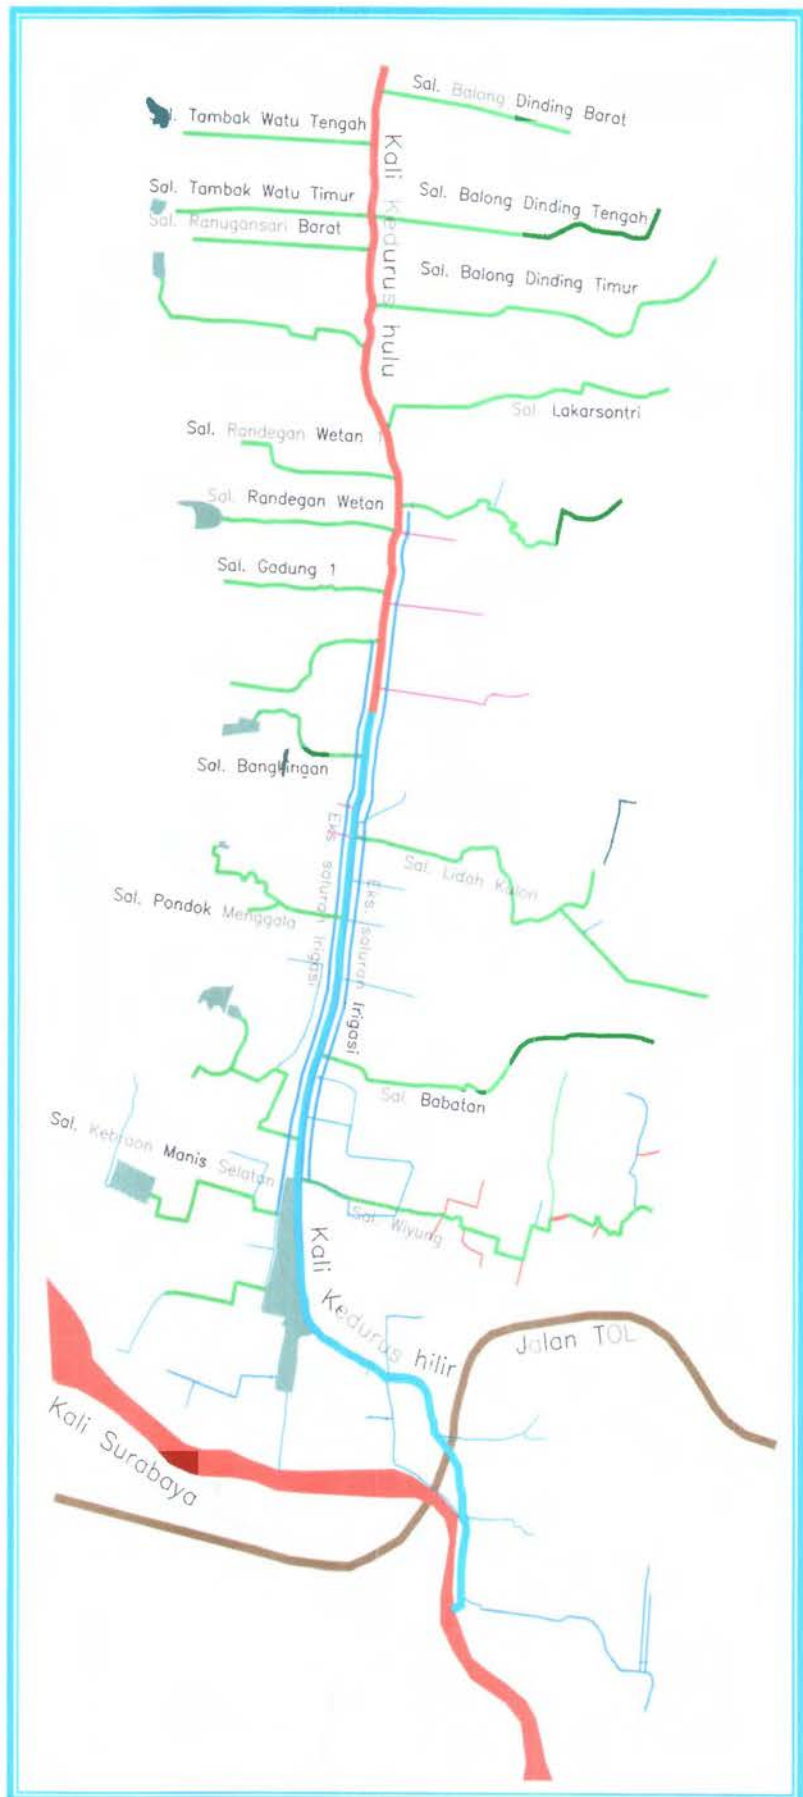 Sal. Balong Dinding Barat
l. Tambak Watu Tengah
Kali Kedurus hulu
Sal. Tambak Watu Timur
Sal. Balong Dinding Tengah
Sal. Ranugansari Barat
Sal. Balong Dinding Timur
Sal. Lakarsontri
Sal. Randegan Wetan 1
Sal. Randegan Wetan
Sal. Gadung 1
Sal. Bangkingan
Eks. saluran Irigasi
Sal. Lidah Kulon
Eks. saluran Irigasi
Sal. Pondok Menggala
Sal. Babatan
Sal. Kebraon Manis Selatan
Sal. Wiyung
Kali Kedurus hilir
Jalan TOL
Kali Surabaya